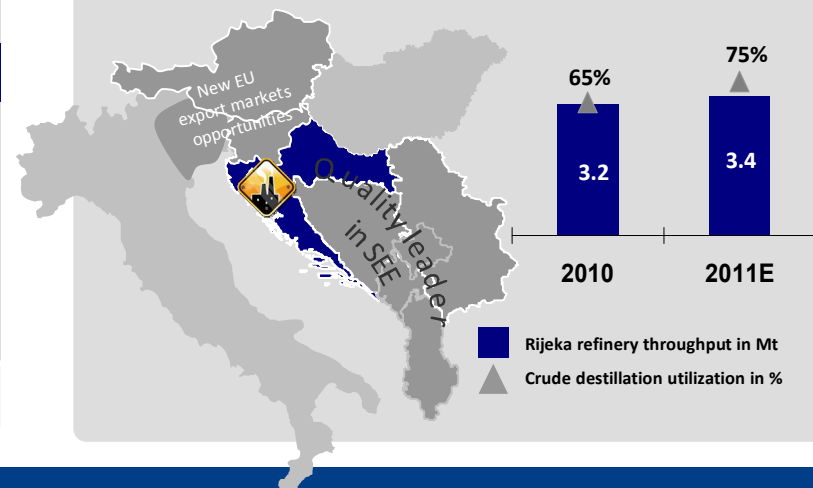 New EU
export markets
opportunities
Quality leader
in SEE
65%
75%
3.2
3.4
2010
2011E
Rijeka refinery throughput in Mt
Crude destillation utilization in %